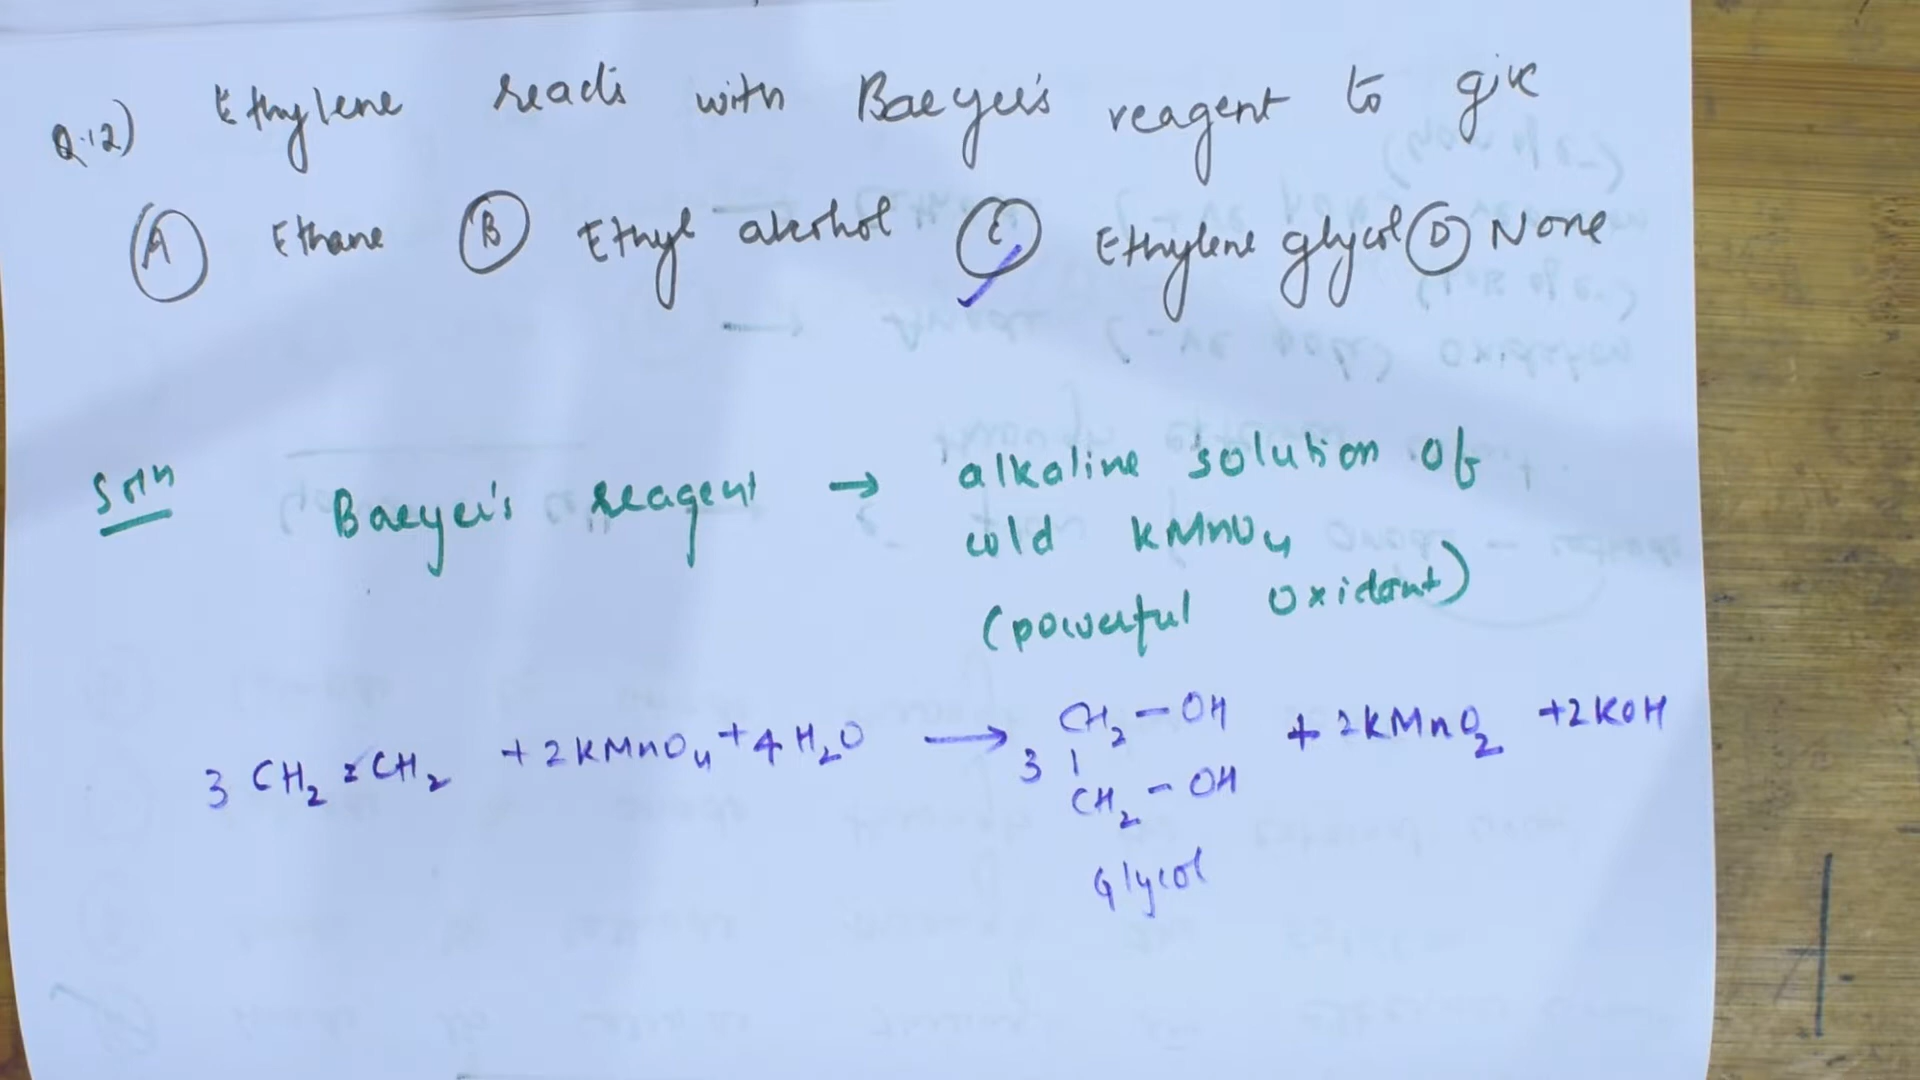 Q.12) Ethylene reacts with Baeyer's reagent to give
A Ethane B Ethyl alcohol C Ethylene glycol D None
Soln
Baeyer's reagent → alkaline solution of
cold KMnO4
(powerful oxidant)
3 CH2=CH2 + 2KMnO4 + 4H2O → 3 CH2-OH + 2KMnO2 + 2KOH
|
CH2-OH
Glycol